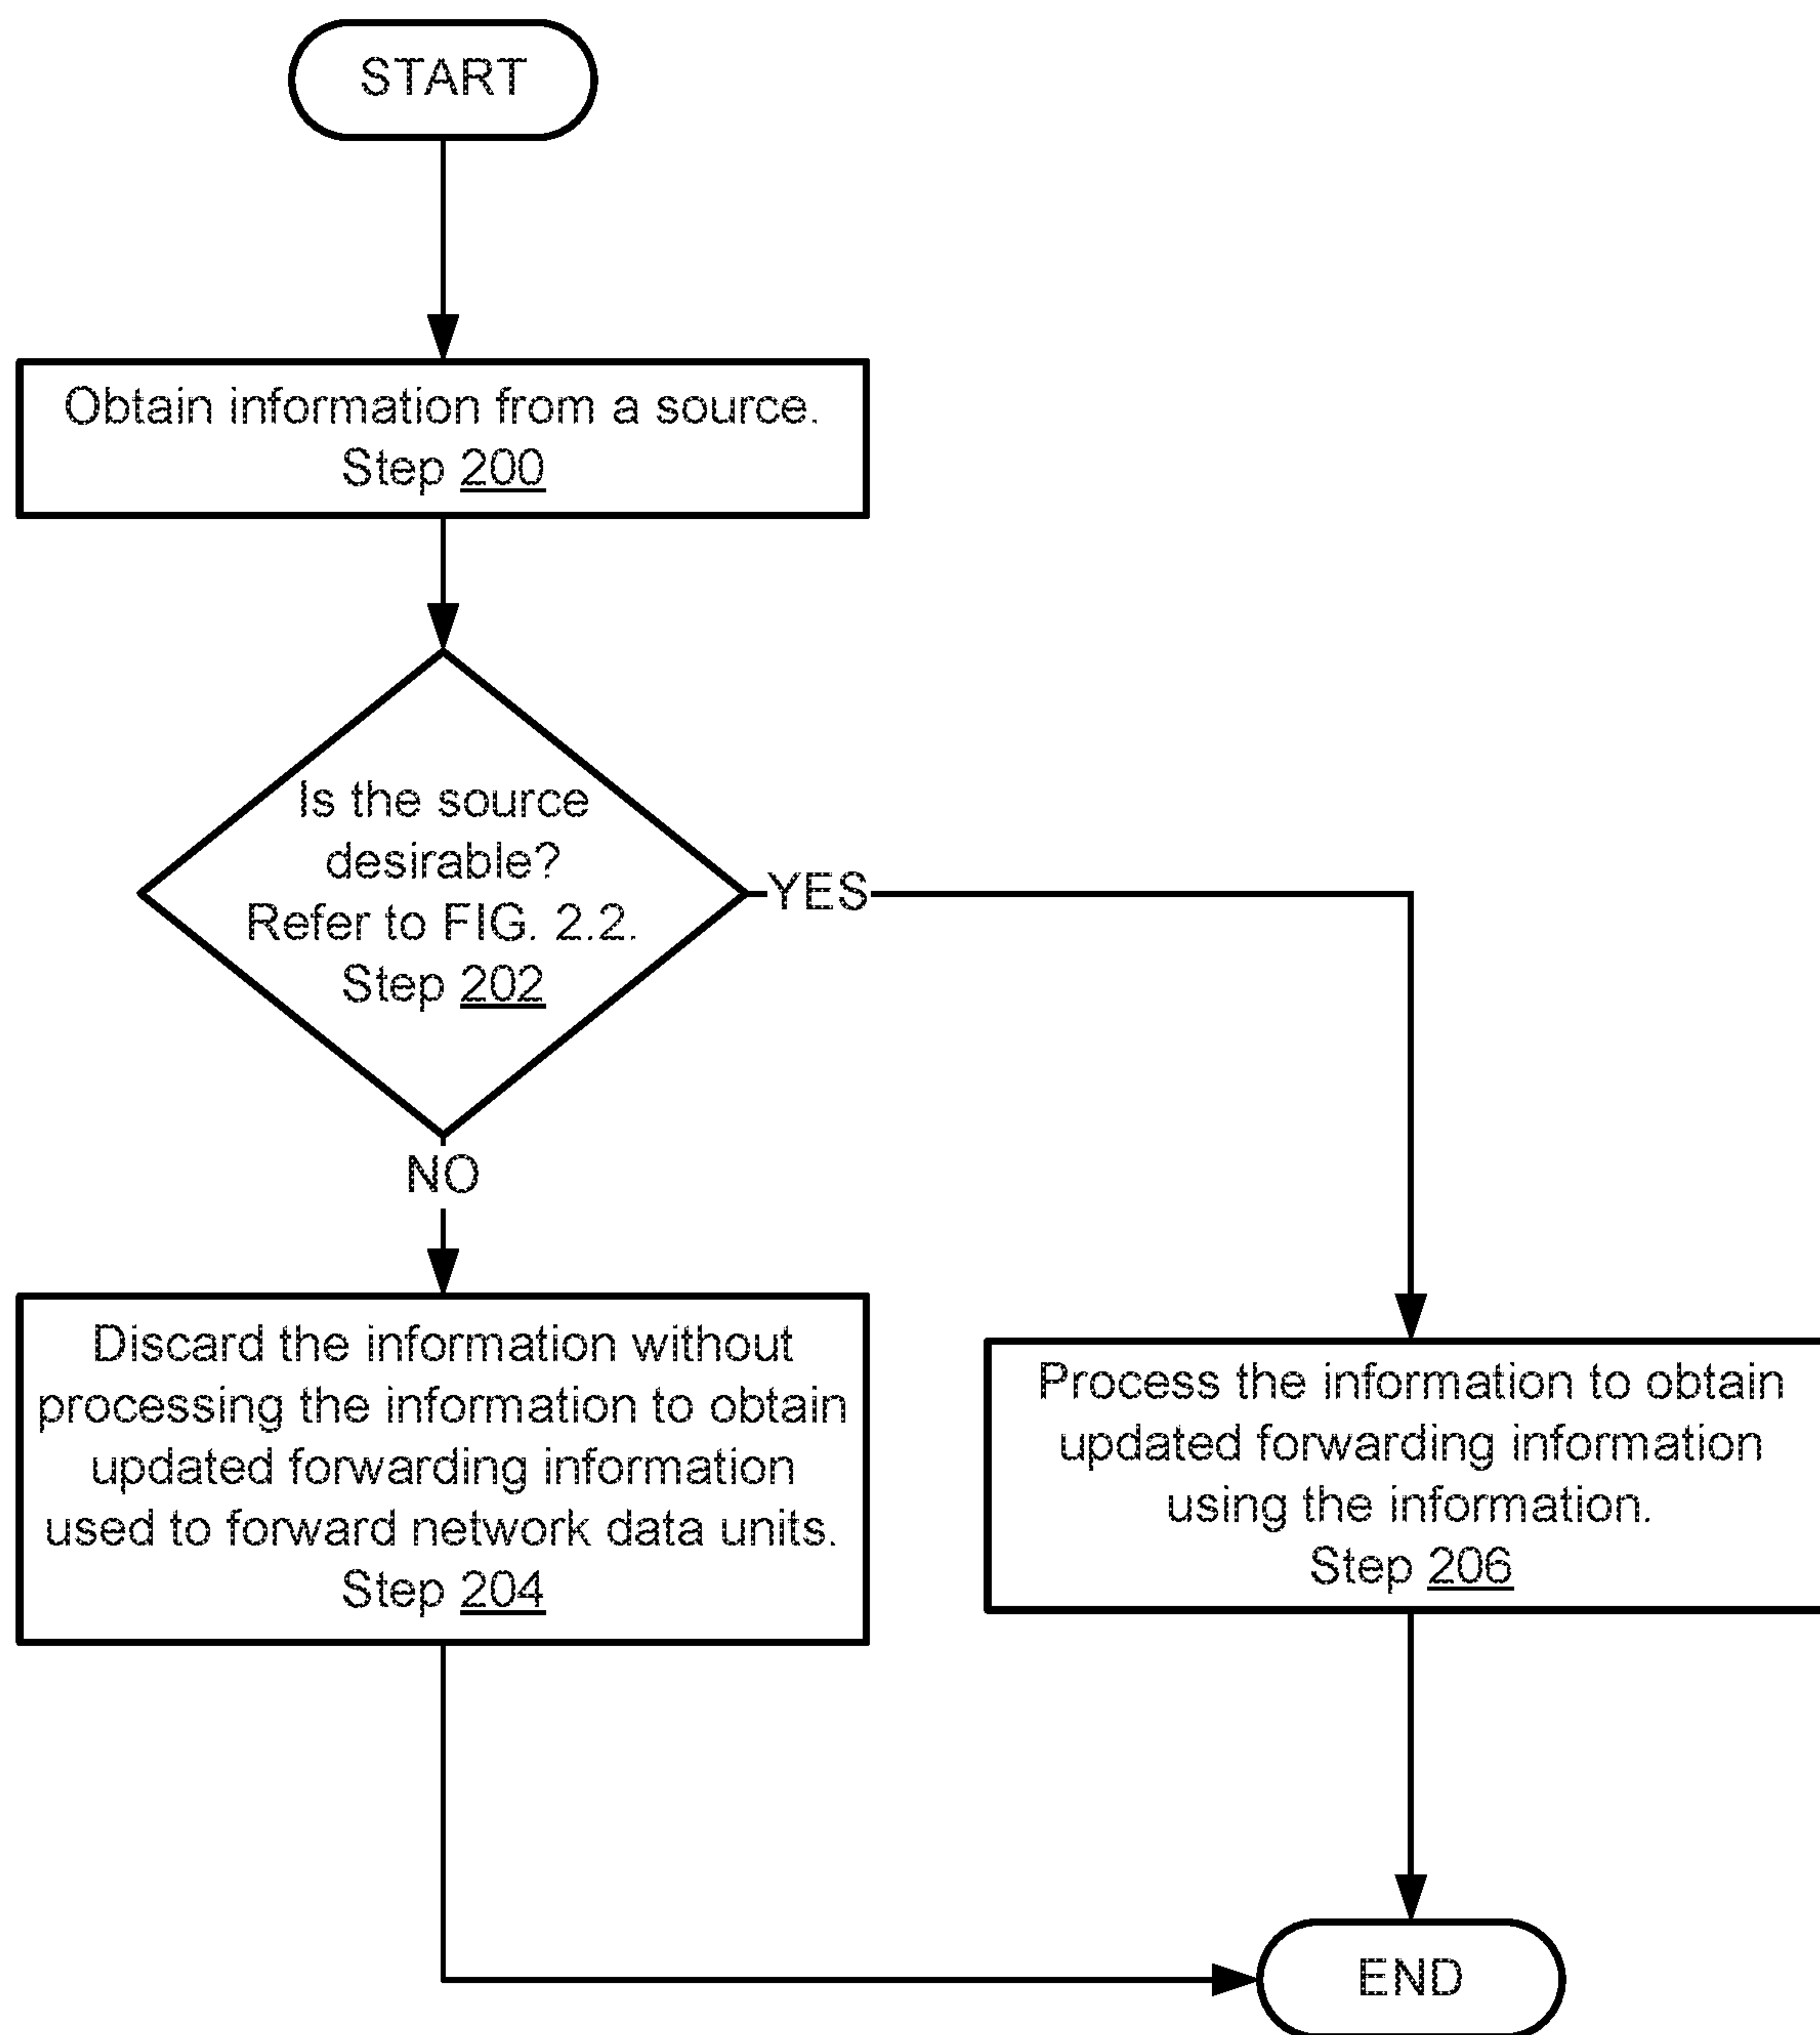 START
Obtain information from a source.
Step 200
Is the source
desirable?
Refer to FIG. 2.2.
Step 202
YES
NO
Discard the information without
processing the information to obtain
updated forwarding information
used to forward network data units.
Step 204
Process the information to obtain
updated forwarding information
using the information.
Step 206
END